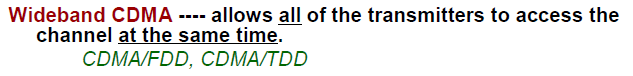 Wideband CDMA ---- allows all of the transmitters to access the
channel at the same time.
CDMA/FDD, CDMA/TDD